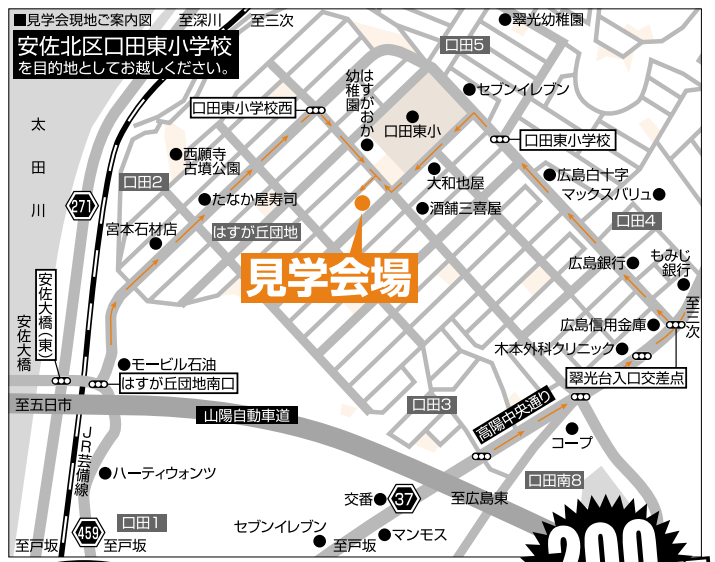 ■見学会現地ご案内図
至深川
至三次
安佐北区口田東小学校
を目的地としてお越しください。
翠光幼稚園
口田5
セブンイレブン
はすがおか
幼稚園
口田東小学校西
口田東小
口田東小学校
太田川
西願寺
古墳公園
口田2
大和也屋
広島白十字
マックスバリュ
271
たなか屋寿司
酒舗三喜屋
口田4
宮本石材店
はすが丘団地
見学会場
広島銀行
もみじ
銀行
至三次
安佐大橋(東)
安佐大橋
広島信用金庫
木本外科クリニック
モービル石油
はすが丘団地南口
翠光台入口交差点
至五日市
山陽自動車道
口田3
高陽中央通り
コープ
JR芸備線
ハーティウォンツ
口田南8
交番
37
至広島東
459
口田1
セブンイレブン
マンモス
至戸坂
至戸坂
至戸坂
200